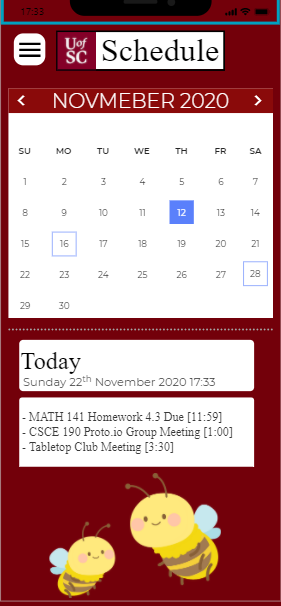 17:33
UofSC Schedule
NOVMEBER 2020
SU MO TU WE TH FR SA
1 2 3 4 5 6 7
8 9 10 11 12 13 14
15 16 17 18 19 20 21
22 23 24 25 26 27 28
29 30
Today
Sunday 22th November 2020 17:33
- MATH 141 Homework 4.3 Due [11:59]
- CSCE 190 Proto.io Group Meeting [1:00]
- Tabletop Club Meeting [3:30]